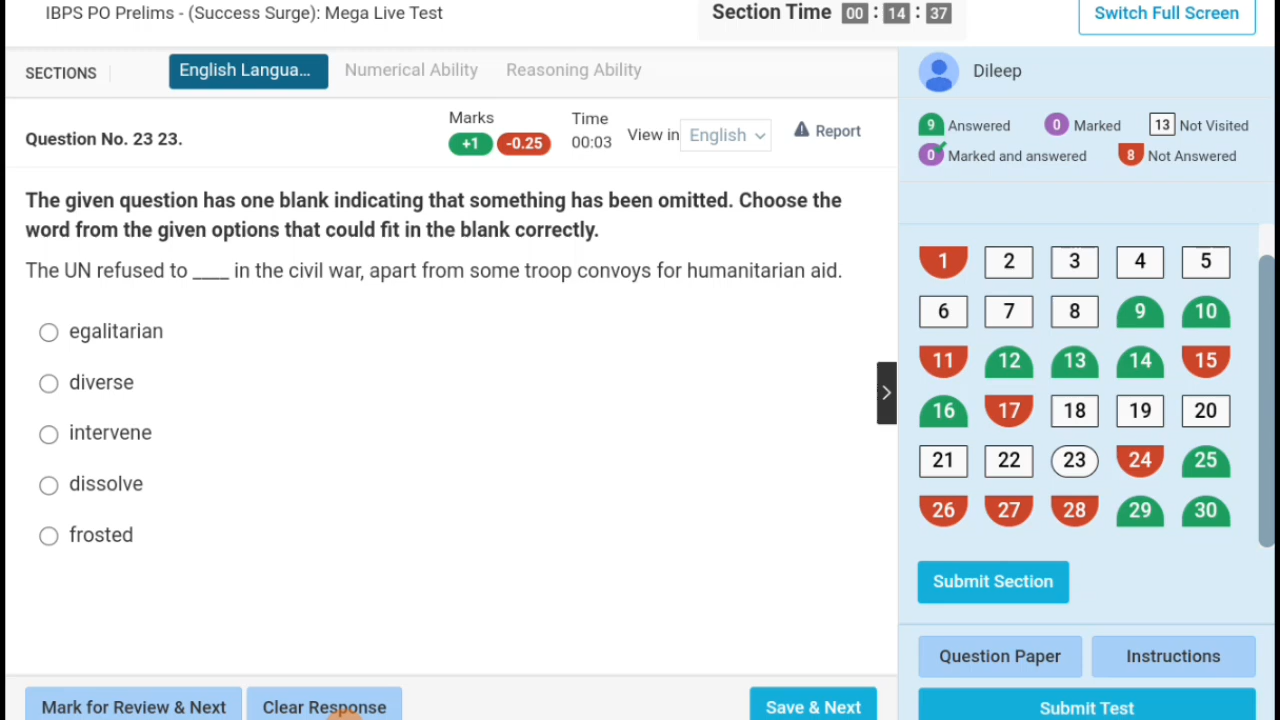 IBPS PO Prelims - (Success Surge): Mega Live Test
Section Time 00 : 14 : 37
Switch Full Screen
SECTIONS
English Langua...
Numerical Ability
Reasoning Ability
Dileep
Question No. 23 23.
Marks
+1 -0.25
Time
00:03
View in English
Report
9 Answered
0 Marked
13 Not Visited
0 Marked and answered
8 Not Answered
The given question has one blank indicating that something has been omitted. Choose the
word from the given options that could fit in the blank correctly.
The UN refused to ____ in the civil war, apart from some troop convoys for humanitarian aid.
egalitarian
diverse
intervene
dissolve
frosted
>
1 2 3 4 5
6 7 8 9 10
11 12 13 14 15
16 17 18 19 20
21 22 23 24 25
26 27 28 29 30
Submit Section
Question Paper
Instructions
Mark for Review & Next
Clear Response
Save & Next
Submit Test